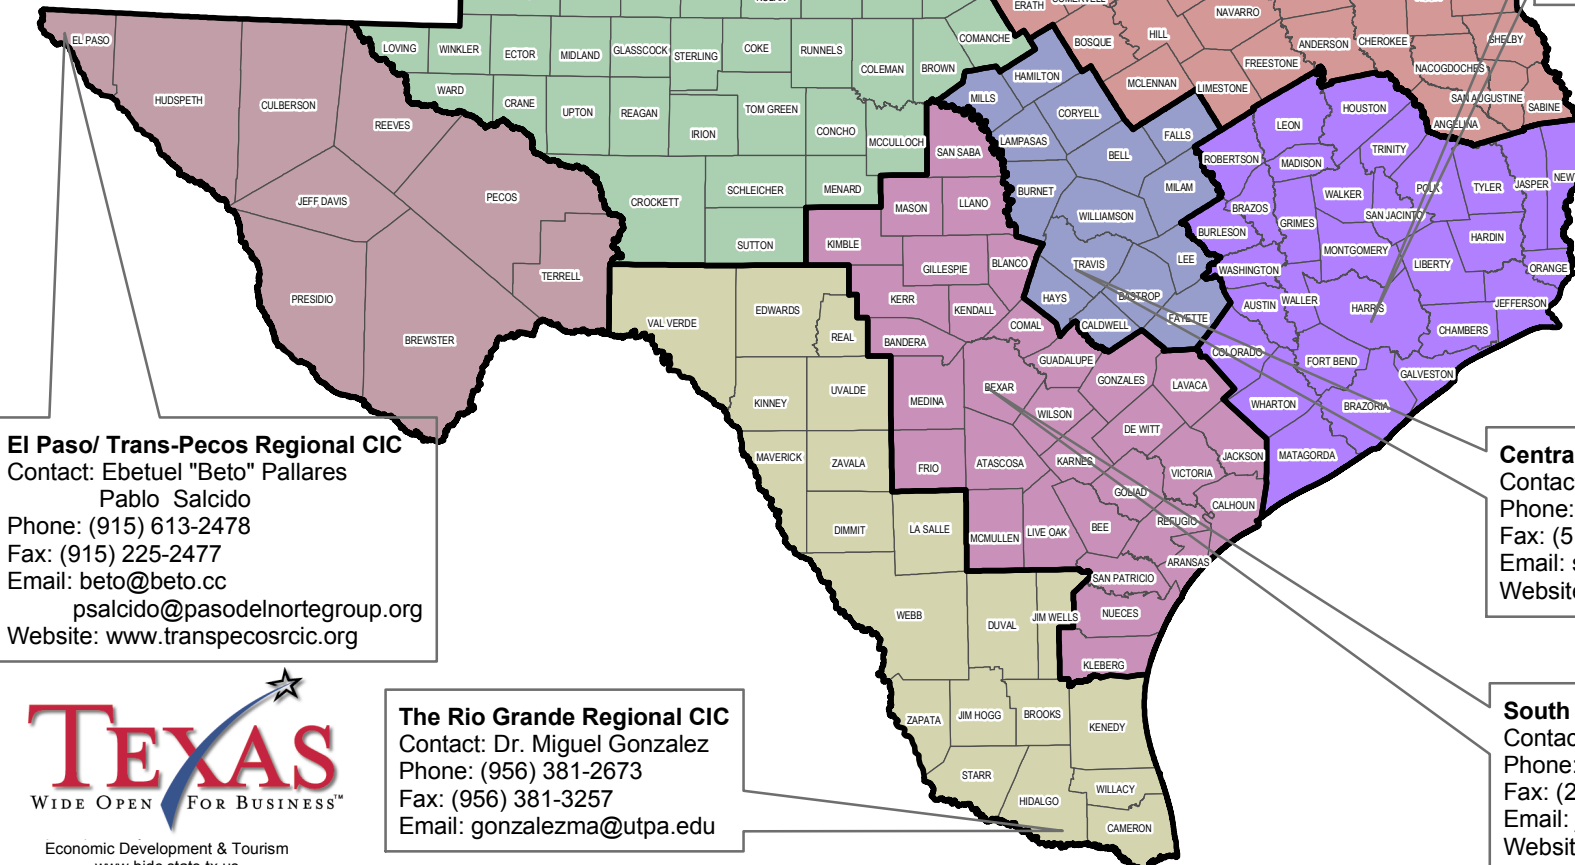 ERATH
NAVARRO
COMANCHE
BOSQUE
HILL
ANDERSON
CHEROKEE
SHELBY
EL PASO
LOVING
WINKLER
ECTOR
MIDLAND
GLASSCOCK
STERLING
COKE
RUNNELS
COLEMAN
BROWN
HAMILTON
MCLENNAN
LIMESTONE
FREESTONE
NACOGDOCHES
SAN AUGUSTINE
SABINE
HUDSPETH
CULBERSON
REEVES
WARD
CRANE
UPTON
REAGAN
IRION
TOM GREEN
CONCHO
MCCULLOCH
SAN SABA
MILLS
LAMPASAS
CORYELL
BELL
FALLS
MILAM
ROBERTSON
LEON
HOUSTON
ANGELINA
MADISON
TRINITY
WALKER
POLK
TYLER
JASPER
NEW
JEFF DAVIS
PECOS
CROCKETT
SCHLEICHER
MENARD
SUTTON
MASON
LLANO
BURNET
WILLIAMSON
BRAZOS
BURLESON
GRIMES
SAN JACINTO
MONTGOMERY
HARDIN
LIBERTY
ORANGE
PRESIDIO
TERRELL
BREWSTER
KIMBLE
GILLESPIE
BLANCO
TRAVIS
LEE
WASHINGTON
HAYS
BASTROP
CALDWELL
FAYETTE
AUSTIN
WALLER
HARRIS
JEFFERSON
CHAMBERS
VAL VERDE
EDWARDS
REAL
KERR
KENDALL
BANDERA
COMAL
GUADALUPE
COLORADO
FORT BEND
GALVESTON
KINNEY
UVALDE
MEDINA
BEXAR
WILSON
GONZALES
LAVACA
WHARTON
BRAZORIA
MATAGORDA
MAVERICK
ZAVALA
FRIO
ATASCOSA
KARNES
DE WITT
VICTORIA
JACKSON
CALHOUN
GOLIAD
REFUGIO
DIMMIT
LA SALLE
MCMULLEN
LIVE OAK
BEE
ARANSAS
SAN PATRICIO
NUECES
WEBB
DUVAL
JIM WELLS
KLEBERG
ZAPATA
JIM HOGG
BROOKS
KENEDY
STARR
HIDALGO
WILLACY
CAMERON
El Paso/ Trans-Pecos Regional CIC
Contact: Ebetuel "Beto" Pallares
Pablo Salcido
Phone: (915) 613-2478
Fax: (915) 225-2477
Email: beto@beto.cc
psalcido@pasodelnortegroup.org
Website: www.transpecosrcic.org
TEXAS
WIDE OPEN FOR BUSINESS™
Economic Development & Tourism
The Rio Grande Regional CIC
Contact: Dr. Miguel Gonzalez
Phone: (956) 381-2673
Fax: (956) 381-3257
Email: gonzalezma@utpa.edu
Centra
Contac
Phone:
Fax: (5
Email: s
Website
South
Contac
Phone:
Fax: (2
Email:
Websit